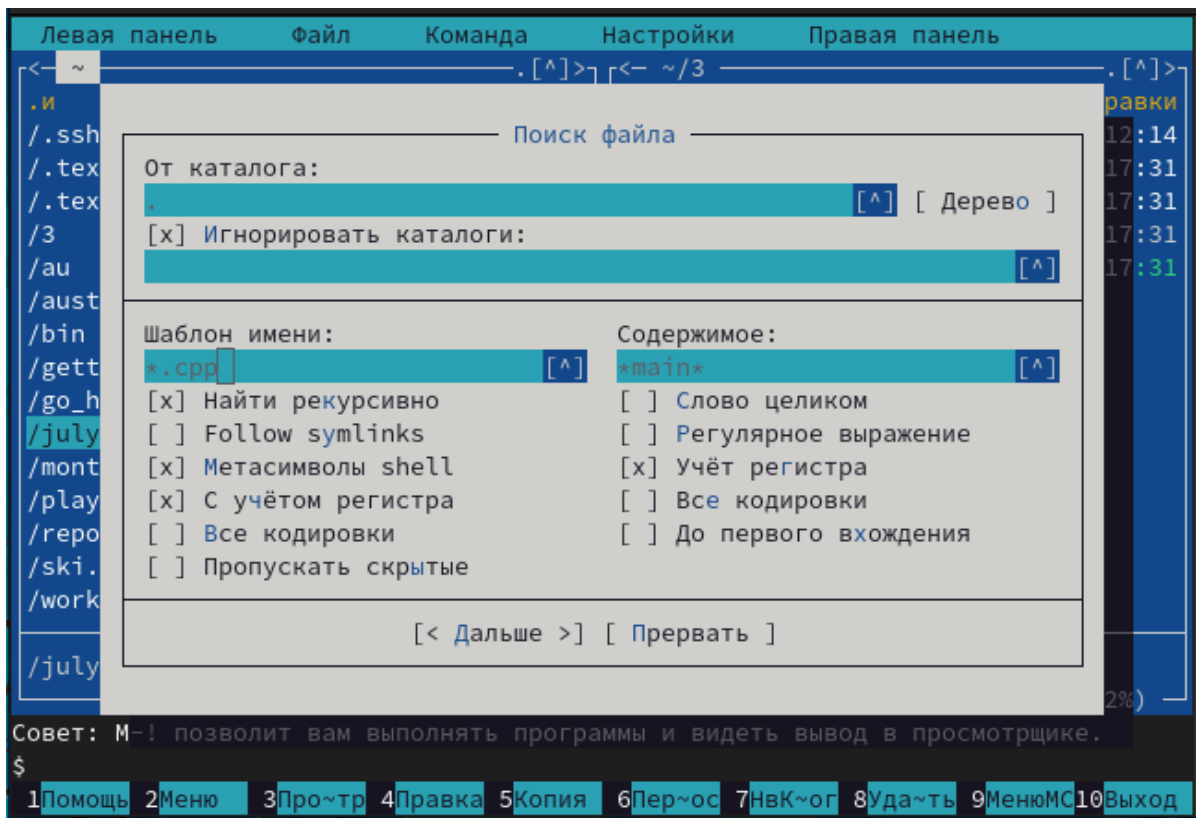 Левая панель Файл Команда Настройки Правая панель
<— ~ .[^]> <— ~/3 .[^]>
.и равки
/.ssh Поиск файла 12:14
/.tex От каталога: 17:31
/.tex . [^] [ Дерево ] 17:31
/3 [x] Игнорировать каталоги: 17:31
/au [^] 17:31
/aust
/bin Шаблон имени: Содержимое:
/gett *.cpp [^] *main* [^]
/go_h [x] Найти рекурсивно [ ] Слово целиком
/july [ ] Follow symlinks [ ] Регулярное выражение
/mont [x] Метасимволы shell [x] Учёт регистра
/play [x] С учётом регистра [ ] Все кодировки
/repo [ ] Все кодировки [ ] До первого вхождения
/ski. [ ] Пропускать скрытые
/work
[< Дальше >] [ Прервать ]
/july
2%)
Совет: M-! позволит вам выполнять программы и видеть вывод в просмотрщике.
$
1Помощь 2Меню 3Про~тр 4Правка 5Копия 6Пер~ос 7НвК~ог 8Уда~ть 9МенюMC10Выход